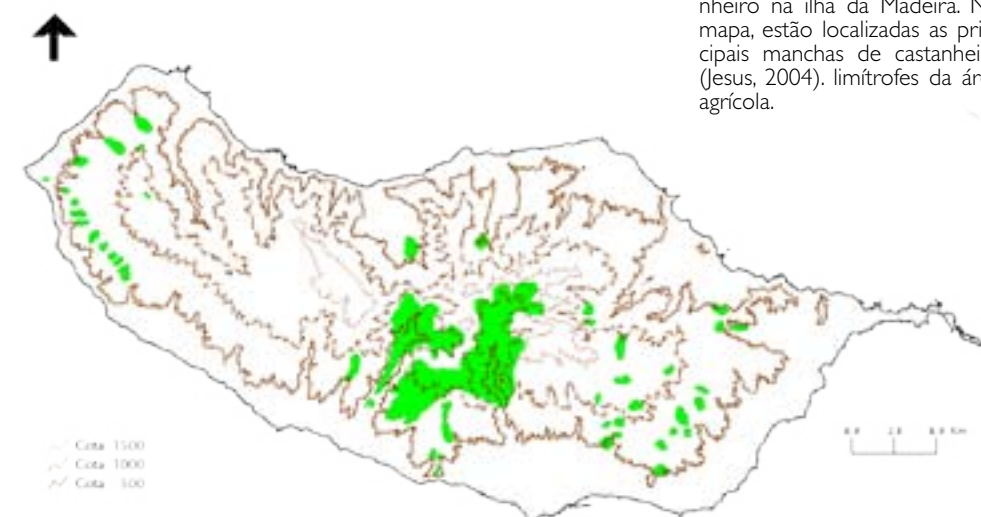 nheiro na ilha da Madeira. N
mapa, estão localizadas as pri
cipais manchas de castanhei
(Jesus, 2004). limítrofes da ár
agrícola.
Cota 1500
Cota 1000
Cota 500
Km